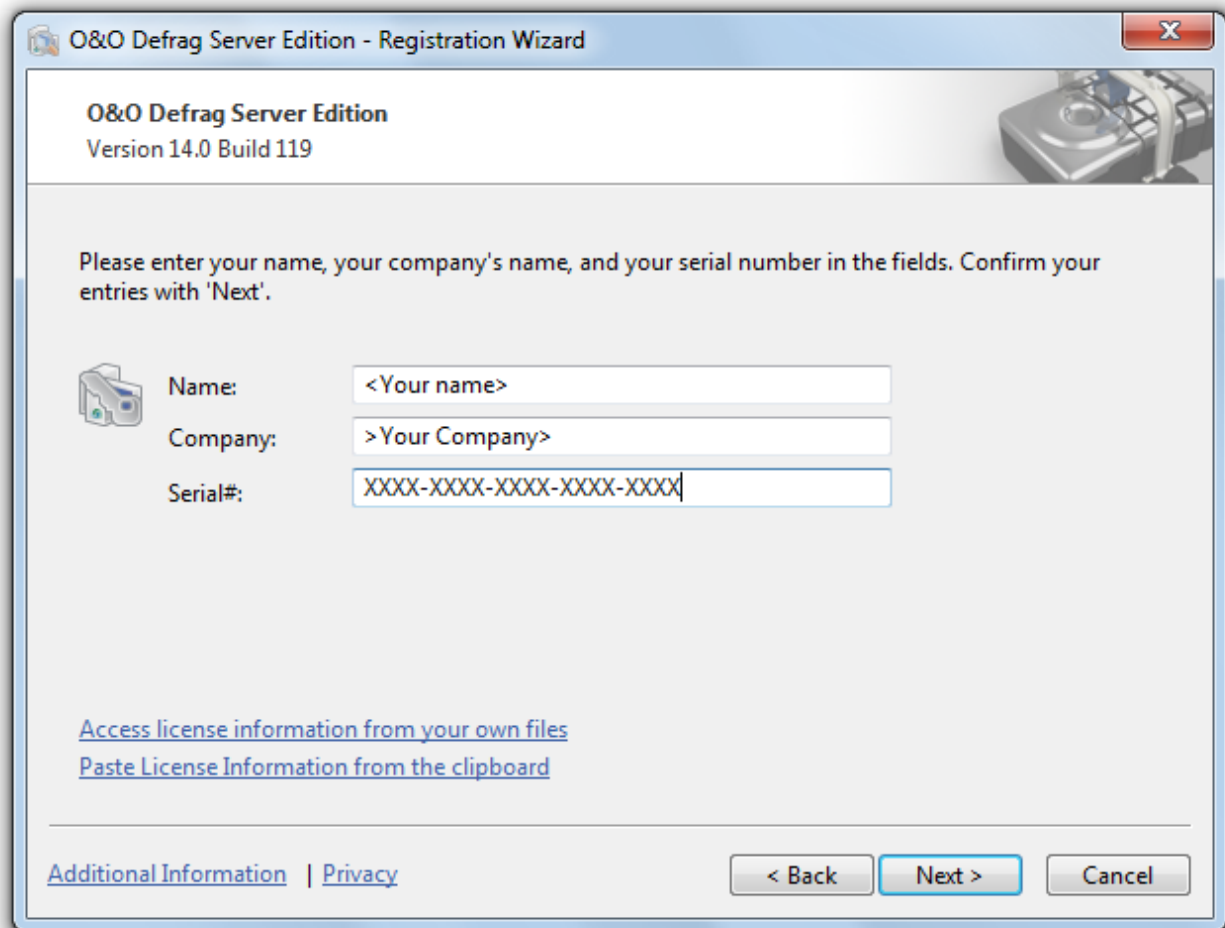 O&O Defrag Server Edition - Registration Wizard
O&O Defrag Server Edition
Version 14.0 Build 119
Please enter your name, your company's name, and your serial number in the fields. Confirm your
entries with 'Next'.
Name: <Your name>
Company: >Your Company>
Serial#: XXXX-XXXX-XXXX-XXXX-XXXX
Access license information from your own files
Paste License Information from the clipboard
Additional Information | Privacy < Back Next > Cancel